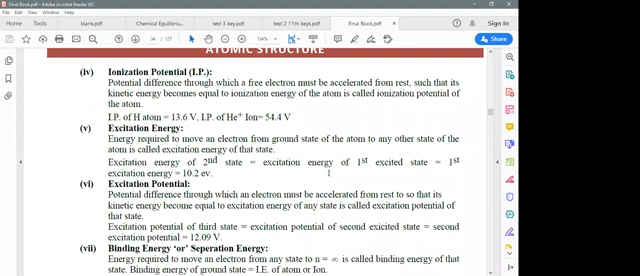 Final Book.pdf - Adobe Acrobat Reader DC
File Edit View Window Help
Home Tools blank.pdf Chemical Equilibriu... test 3 key.pdf test 2 11th keys.pdf Final Book.pdf × Sign In
34 / 127 134% Share
ATOMIC STRUCTURE
(iv) Ionization Potential (I.P.):
Potential difference through which a free electron must be accelerated from rest, such that its
kinetic energy becomes equal to ionization energy of the atom is called ionization potential of
the atom.
I.P. of H atom = 13.6 V, I.P. of He+ Ion= 54.4 V
(v) Excitation Energy:
Energy required to move an electron from ground state of the atom to any other state of the
atom is called excitation energy of that state.
Excitation energy of 2nd state = excitation energy of 1st excited state = 1st
excitation energy = 10.2 ev.
(vi) Excitation Potential:
Potential difference through which an electron must be accelerated from rest to so that its
kinetic energy become equal to excitation energy of any state is called excitation potential of
that state.
Excitation potential of third state = excitation potential of second exicited state = second
excitation potential = 12.09 V.
(vii) Binding Energy 'or' Seperation Energy:
Energy required to move an electron from any state to n = ∞ is called binding energy of that
state. Binding energy of ground state = I.E. of atom or Ion.